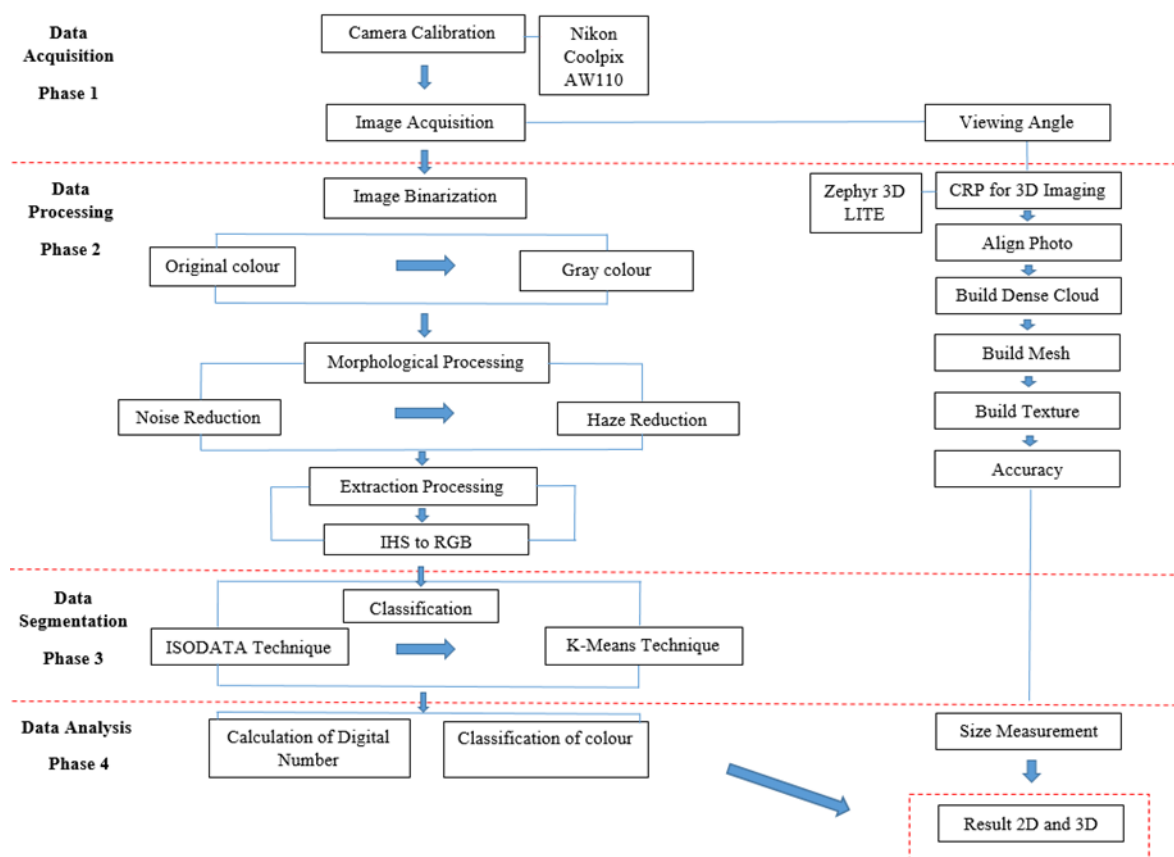 Data
Acquisition
Phase 1
Camera Calibration
Nikon
Coolpix
AW110
Image Acquisition
Viewing Angle
Data
Processing
Phase 2
Image Binarization
Zephyr 3D
LITE
CRP for 3D Imaging
Original colour
Gray colour
Align Photo
Build Dense Cloud
Morphological Processing
Build Mesh
Noise Reduction
Haze Reduction
Build Texture
Accuracy
Extraction Processing
IHS to RGB
Data
Segmentation
Phase 3
Classification
ISODATA Technique
K-Means Technique
Data Analysis
Phase 4
Calculation of Digital
Number
Classification of colour
Size Measurement
Result 2D and 3D